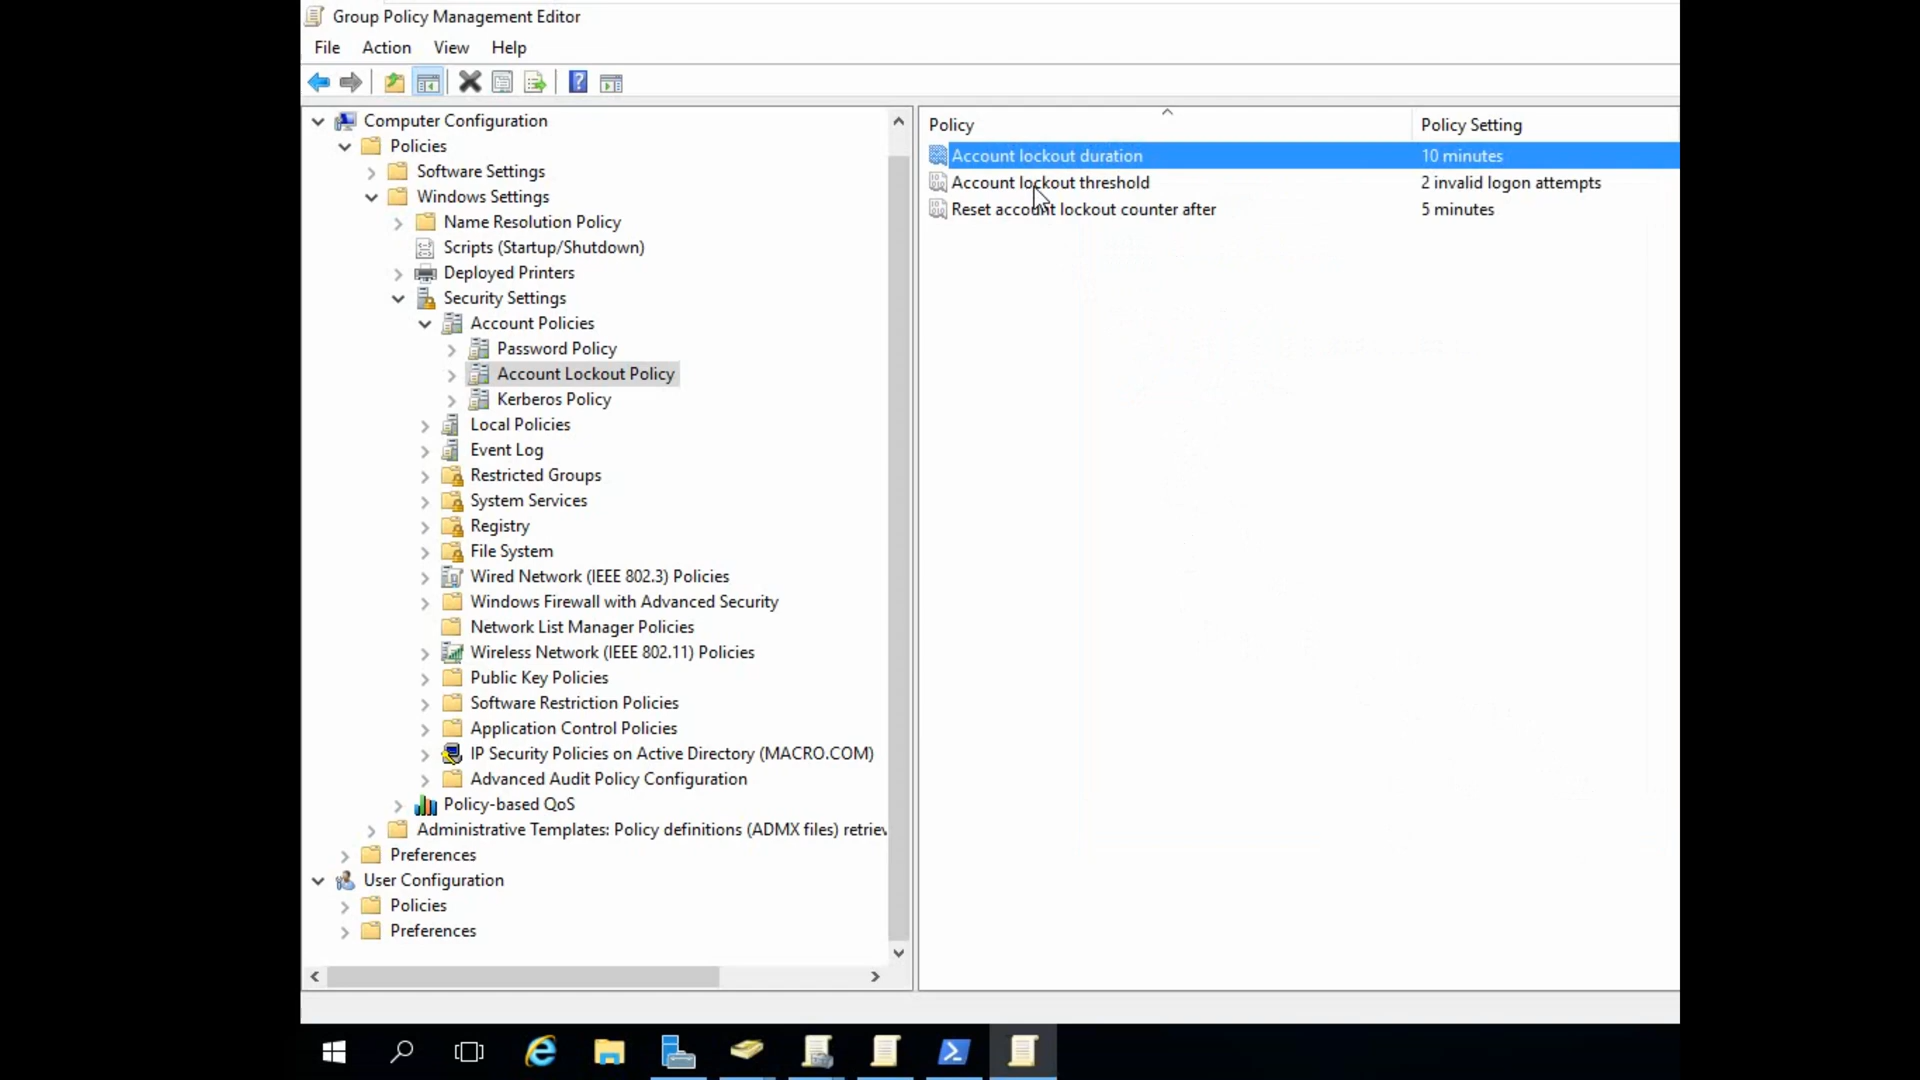 Group Policy Management Editor
File Action View Help
Computer Configuration
Policies
Software Settings
Windows Settings
Name Resolution Policy
Scripts (Startup/Shutdown)
Deployed Printers
Security Settings
Account Policies
Password Policy
Account Lockout Policy
Kerberos Policy
Local Policies
Event Log
Restricted Groups
System Services
Registry
File System
Wired Network (IEEE 802.3) Policies
Windows Firewall with Advanced Security
Network List Manager Policies
Wireless Network (IEEE 802.11) Policies
Public Key Policies
Software Restriction Policies
Application Control Policies
IP Security Policies on Active Directory (MACRO.COM)
Advanced Audit Policy Configuration
Policy-based QoS
Administrative Templates: Policy definitions (ADMX files) retriev
Preferences
User Configuration
Policies
Preferences
Policy Policy Setting
Account lockout duration 10 minutes
Account lockout threshold 2 invalid logon attempts
Reset account lockout counter after 5 minutes